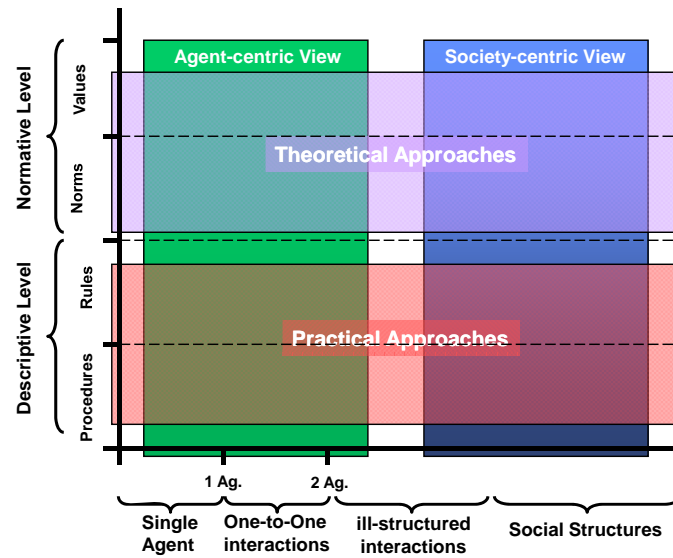 Agent-centric View
Society-centric View
Normative Level
Values
Norms
Theoretical Approaches
Descriptive Level
Rules
Procedures
Practical Approaches
1 Ag.
2 Ag.
Single
Agent
One-to-One
interactions
ill-structured
interactions
Social Structures